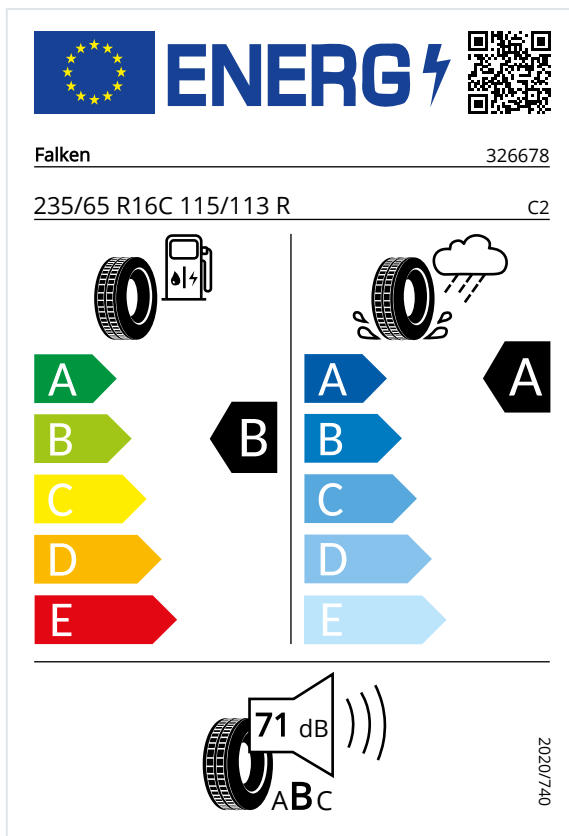 ENERG
Falken 326678
235/65 R16C 115/113 R C2
A A A
B B B
C C
D D
E E
71 dB
ABC
2020/740